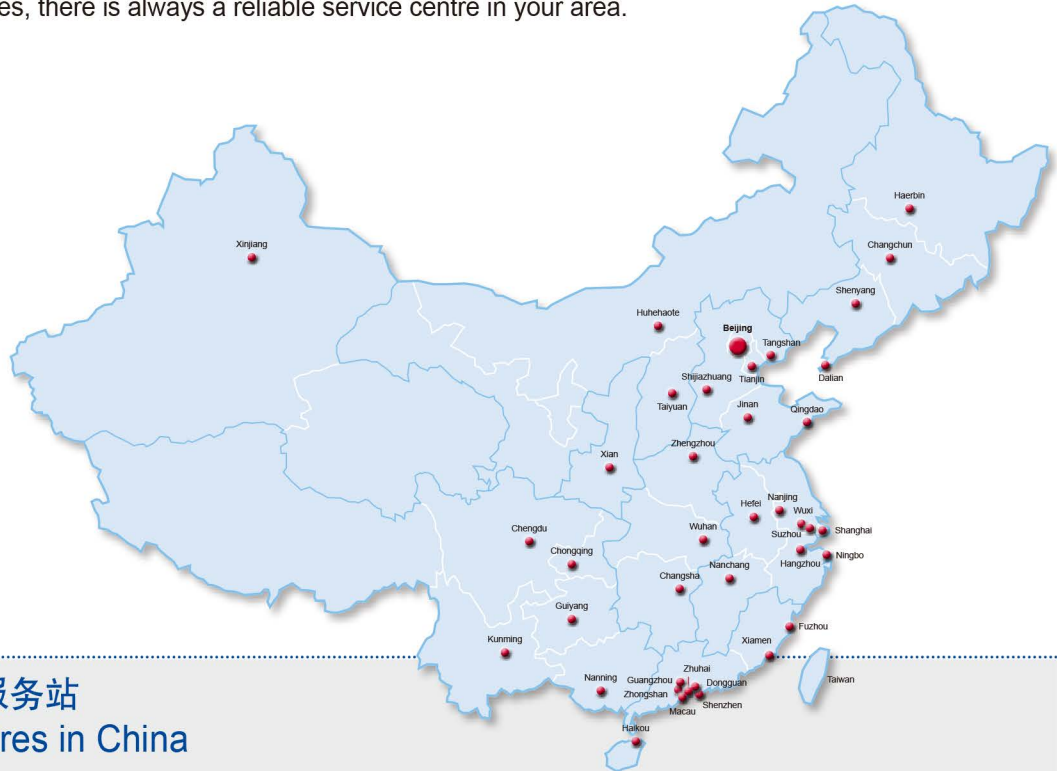 es, there is always a reliable service centre in your area.
Haerbin
Xinjiang
Changchun
Shenyang
Huhehaote
Beijing
Tangshan
Shijiazhuang
Tianjin
Dalian
Taiyuan
Jinan
Qingdao
Zhengzhou
Xian
Hefei
Nanjing
Wuxi
Chengdu
Wuhan
Suzhou
Shanghai
Chongqing
Hangzhou
Ningbo
Changsha
Nanchang
Guiyang
Fuzhou
Kunming
Xiamen
Zhuhai
Nanning
Guangzhou
Dongguan
Taiwan
Zhongshan
Shenzhen
Macau
Haikou
服务站
res in China